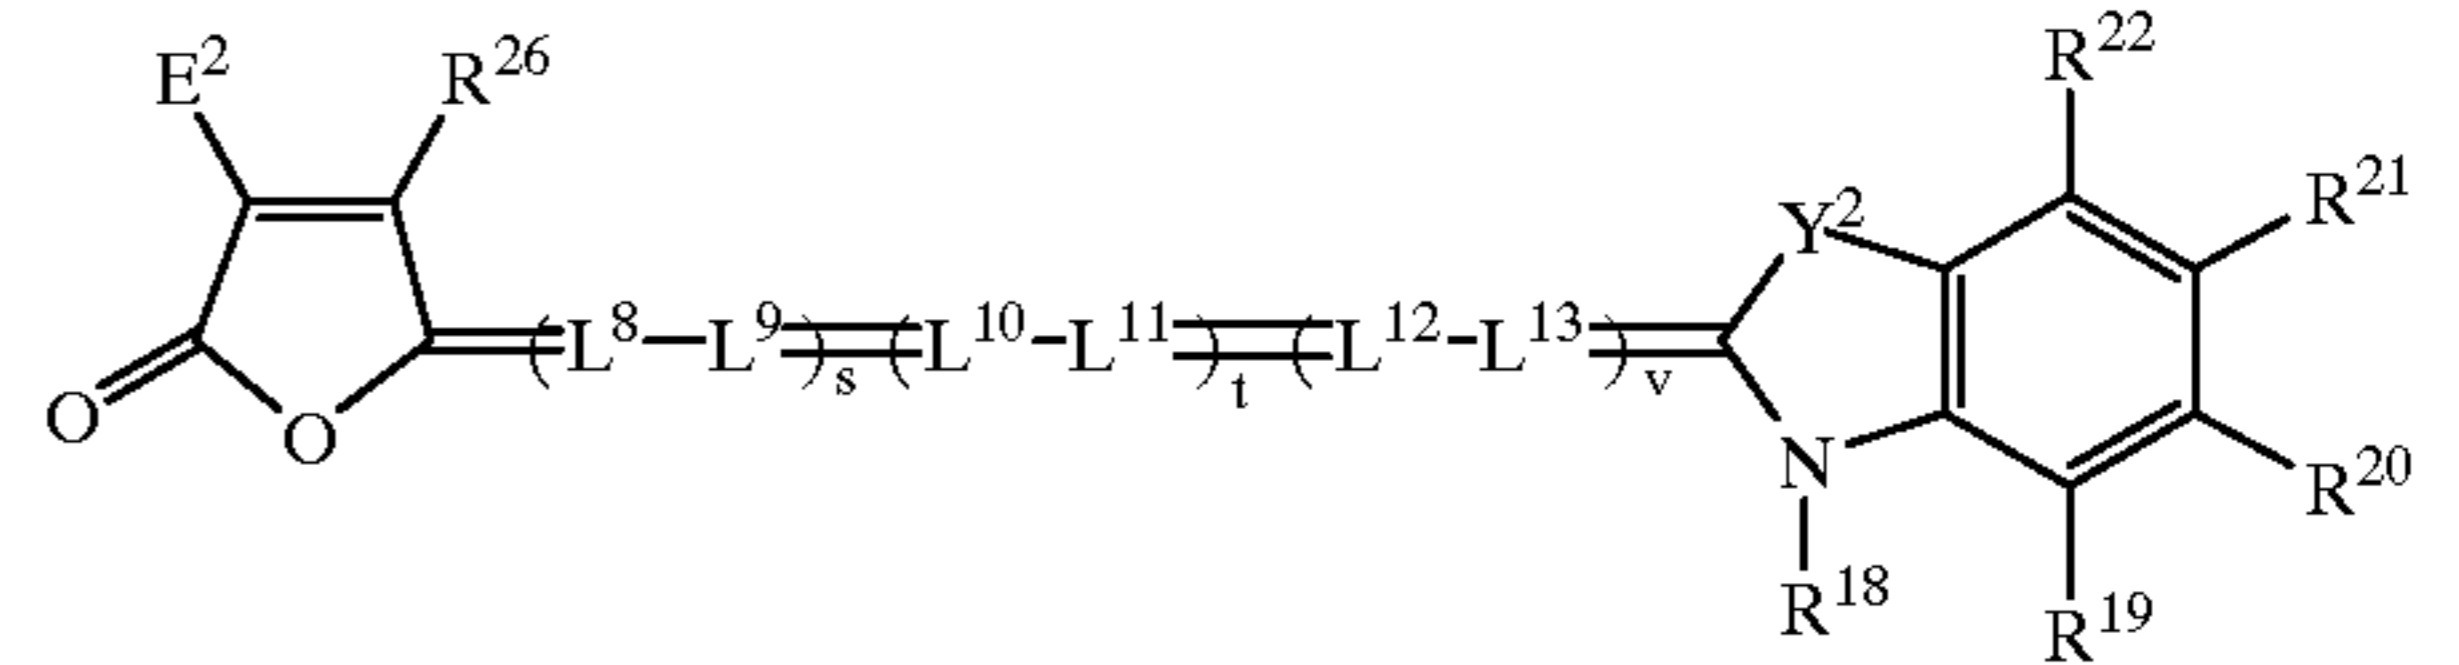 E² R²⁶ R²²
Y² R²¹
(L⁸—L⁹)s(L¹⁰—L¹¹)t(L¹²—L¹³)v
O O N R²⁰
R¹⁸ R¹⁹